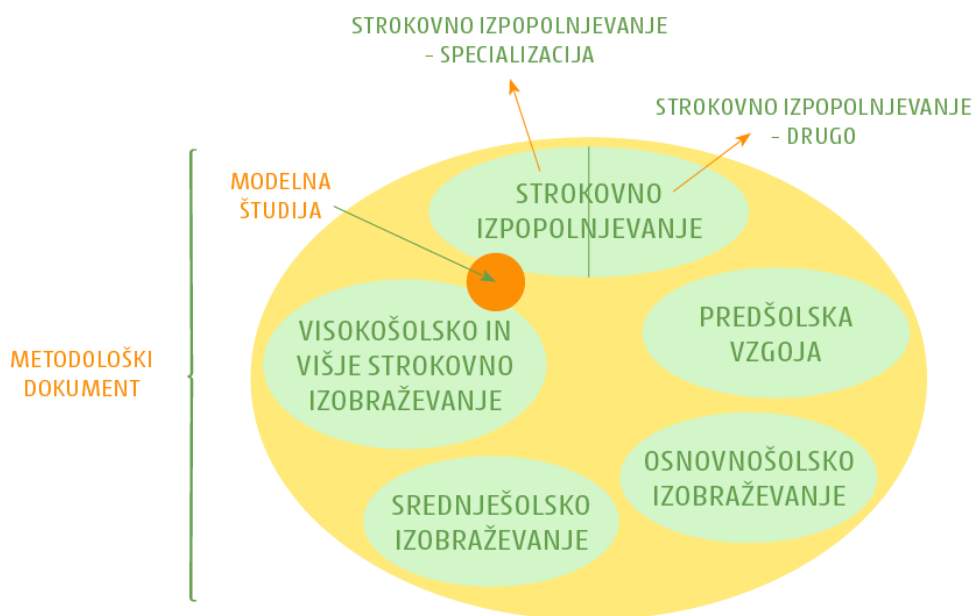 STROKOVNO IZPOPOLNJEVANJE
- SPECIALIZACIJA
STROKOVNO IZPOPOLNJEVANJE
- DRUGO
MODELNA
ŠTUDIJA
STROKOVNO
IZPOPOLNJEVANJE
PREDŠOLSKA
VZGOJA
VISOKOŠOLSKO IN
VIŠJE STROKOVNO
IZOBRAŽEVANJE
METODOLOŠKI
DOKUMENT
OSNOVNOŠOLSKO
IZOBRAŽEVANJE
SREDNJEŠOLSKO
IZOBRAŽEVANJE